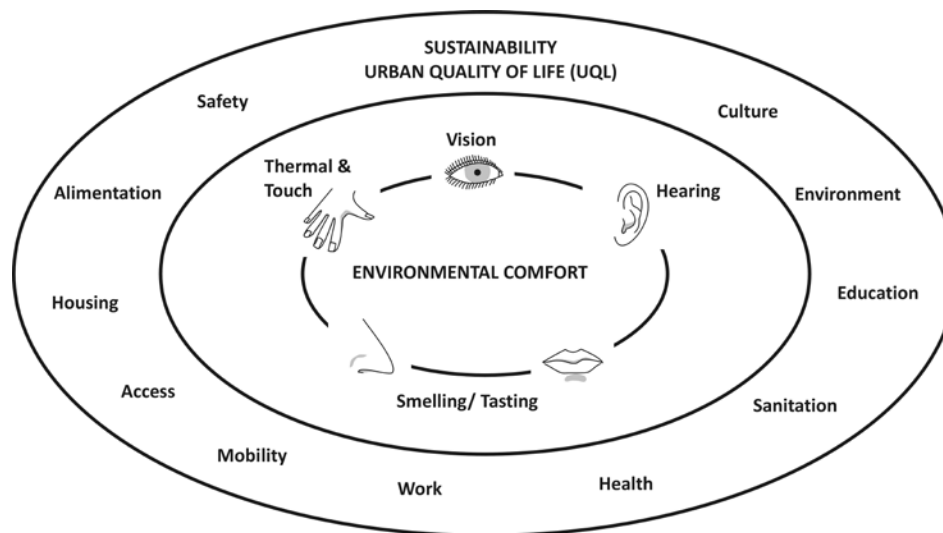 SUSTAINABILITY
URBAN QUALITY OF LIFE (UQL)
Safety
Culture
Vision
Thermal &
Touch
Alimentation
Hearing
Environment
ENVIRONMENTAL COMFORT
Housing
Education
Access
Smelling/ Tasting
Sanitation
Mobility
Work
Health